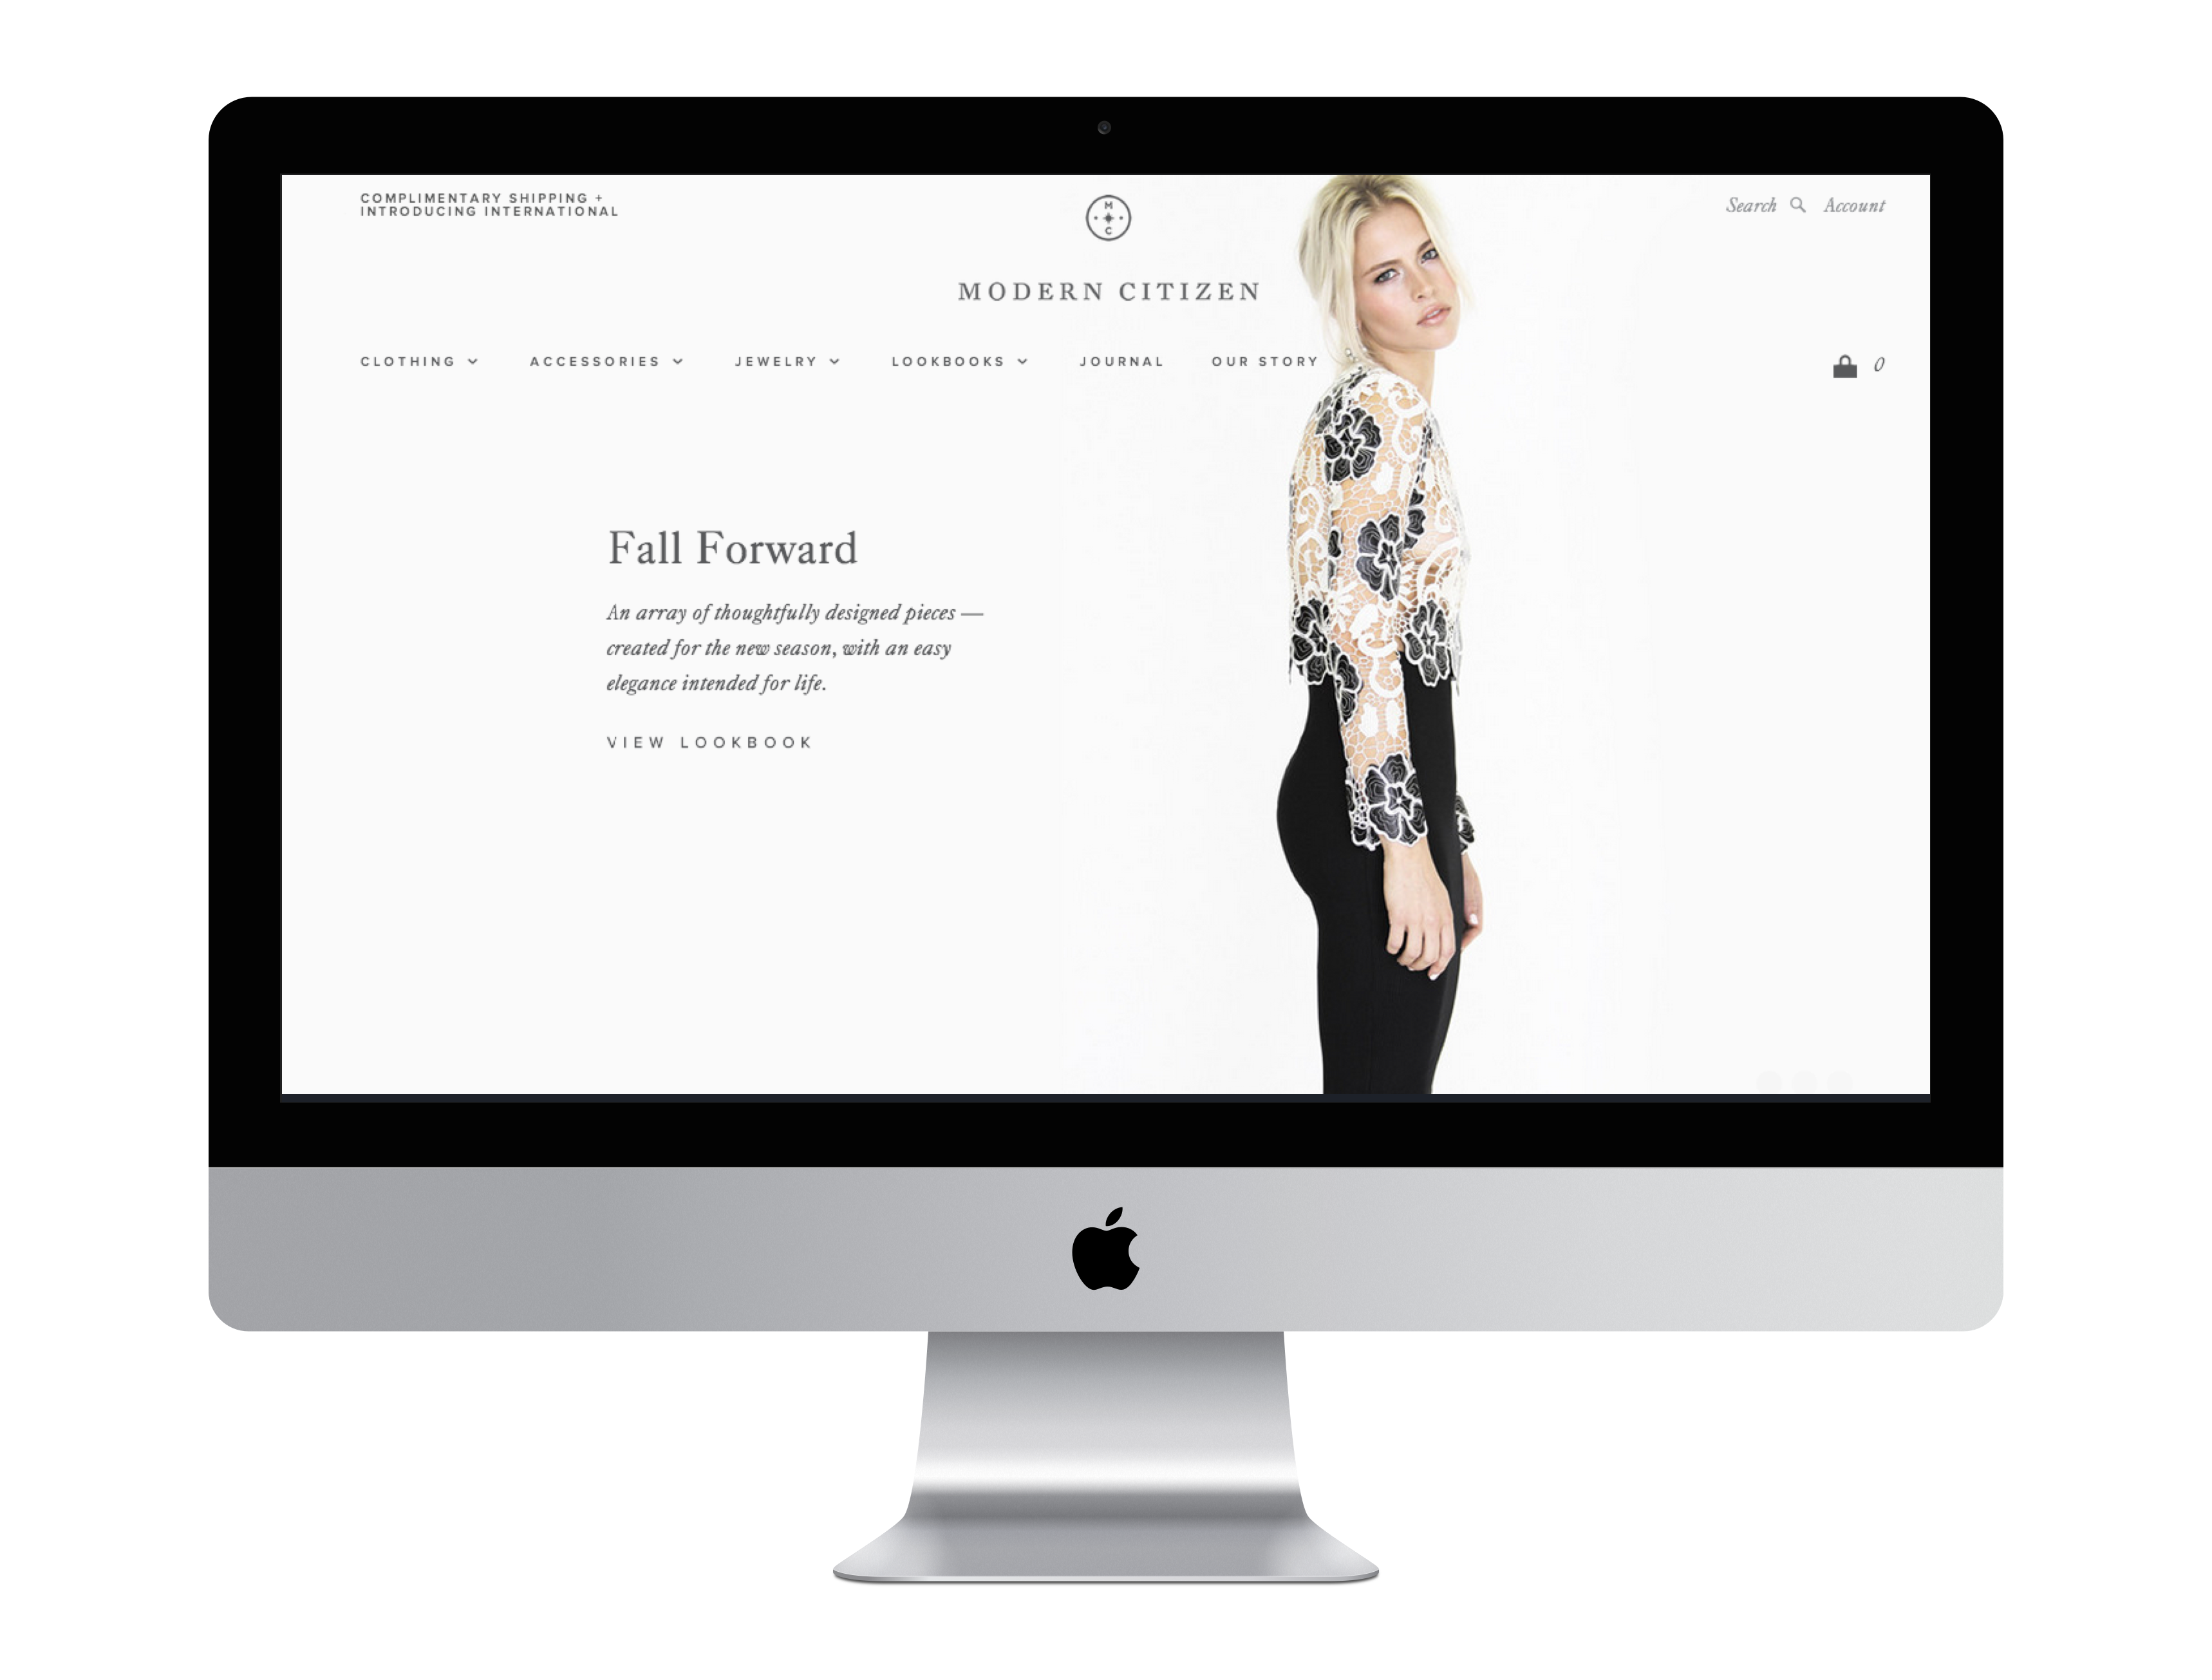 COMPLIMENTARY SHIPPING +
INTRODUCING INTERNATIONAL
M
C
Search Account
MODERN CITIZEN
CLOTHING ACCESSORIES JEWELRY LOOKBOOKS JOURNAL OUR STORY 0
Fall Forward
An array of thoughtfully designed pieces —
created for the new season, with an easy
elegance intended for life.
VIEW LOOKBOOK